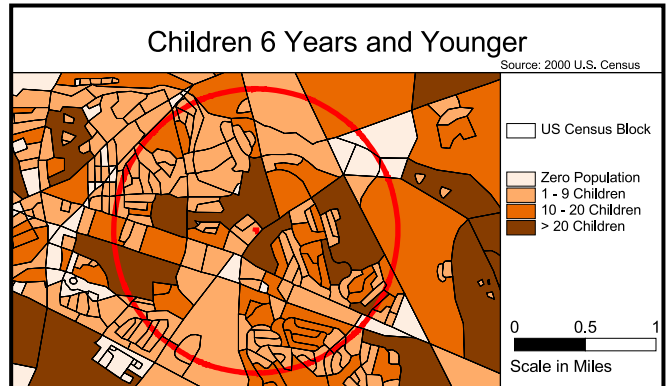 Children 6 Years and Younger
Source: 2000 U.S. Census
US Census Block
Zero Population
1 - 9 Children
10 - 20 Children
> 20 Children
0 0.5 1
Scale in Miles